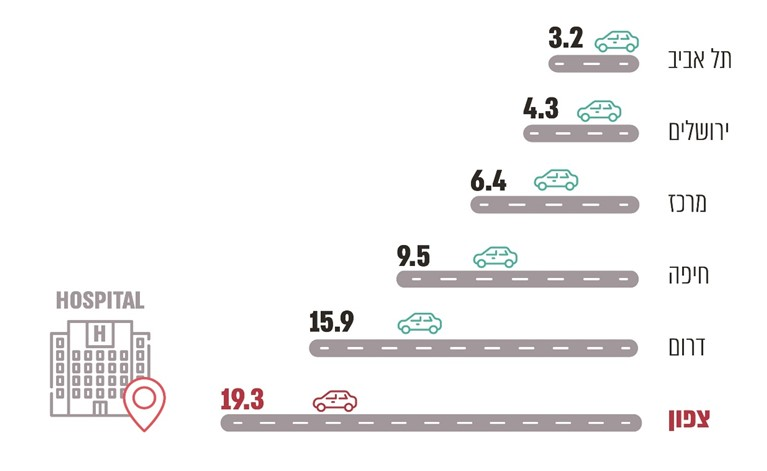 תל אביב
3.2
ירושלים
4.3
מרכז
6.4
חיפה
9.5
דרום
15.9
צפון
19.3
HOSPITAL
H